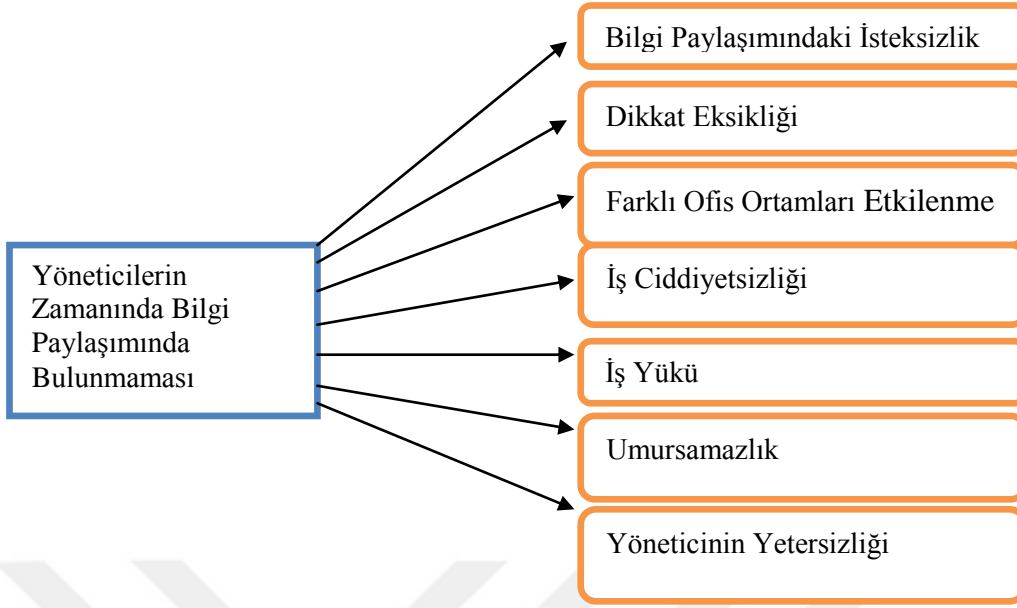 Bilgi Paylaşımındaki İsteksizlik
Dikkat Eksikliği
Farklı Ofis Ortamları Etkilenme
Yöneticilerin
Zamanında Bilgi
Paylaşımında
Bulunmaması
İş Ciddiyetsizliği
İş Yükü
Umursamazlık
Yöneticinin Yetersizliği